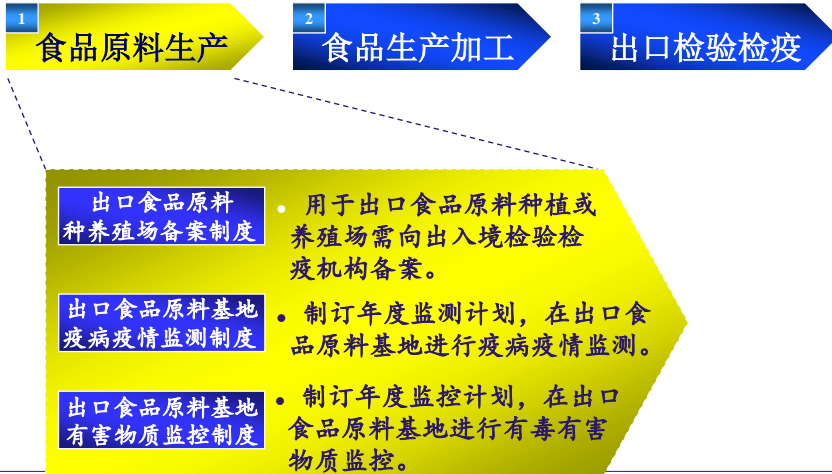 1
食品原料生产
2
食品生产加工
3
出口检验检疫
出口食品原料
种养殖场备案制度
• 用于出口食品原料种植或
养殖场需向出入境检验检
疫机构备案。
出口食品原料基地
疫病疫情监测制度
• 制订年度监测计划，在出口食
品原料基地进行疫病疫情监测。
出口食品原料基地
有害物质监控制度
• 制订年度监控计划，在出口
食品原料基地进行有毒有害
物质监控。